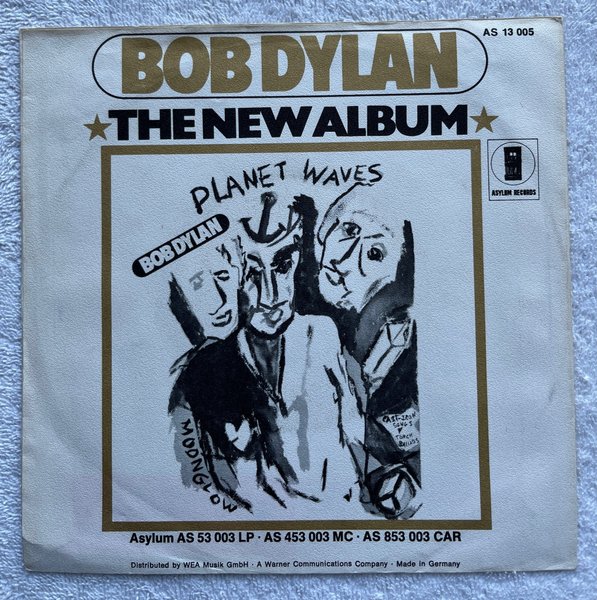 AS 13 005
BOB DYLAN
THE NEW ALBUM
ASYLUM RECORDS
PLANET WAVES
BOB DYLAN
MOONGLOW
CAST-IRON
SONGS
&
TORCH
BALLADS
Asylum AS 53 003 LP · AS 453 003 MC · AS 853 003 CAR
Distributed by WEA Musik GmbH · A Warner Communications Company · Made in Germany